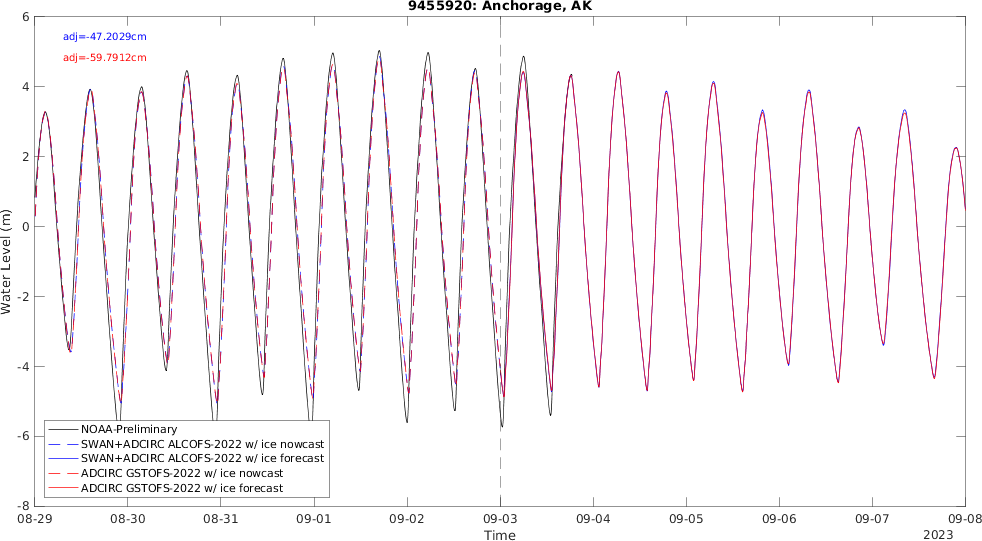 9455920: Anchorage, AK
6
adj=-47.2029cm
adj=-59.7912cm
4
2
0
Water Level (m)
-2
-4
-6
-8
NOAA-Preliminary
SWAN+ADCIRC ALCOFS-2022 w/ ice nowcast
SWAN+ADCIRC ALCOFS-2022 w/ ice forecast
ADCIRC GSTOFS-2022 w/ ice nowcast
ADCIRC GSTOFS-2022 w/ ice forecast
08-29 08-30 08-31 09-01 09-02 09-03 09-04 09-05 09-06 09-07 09-08
Time
2023